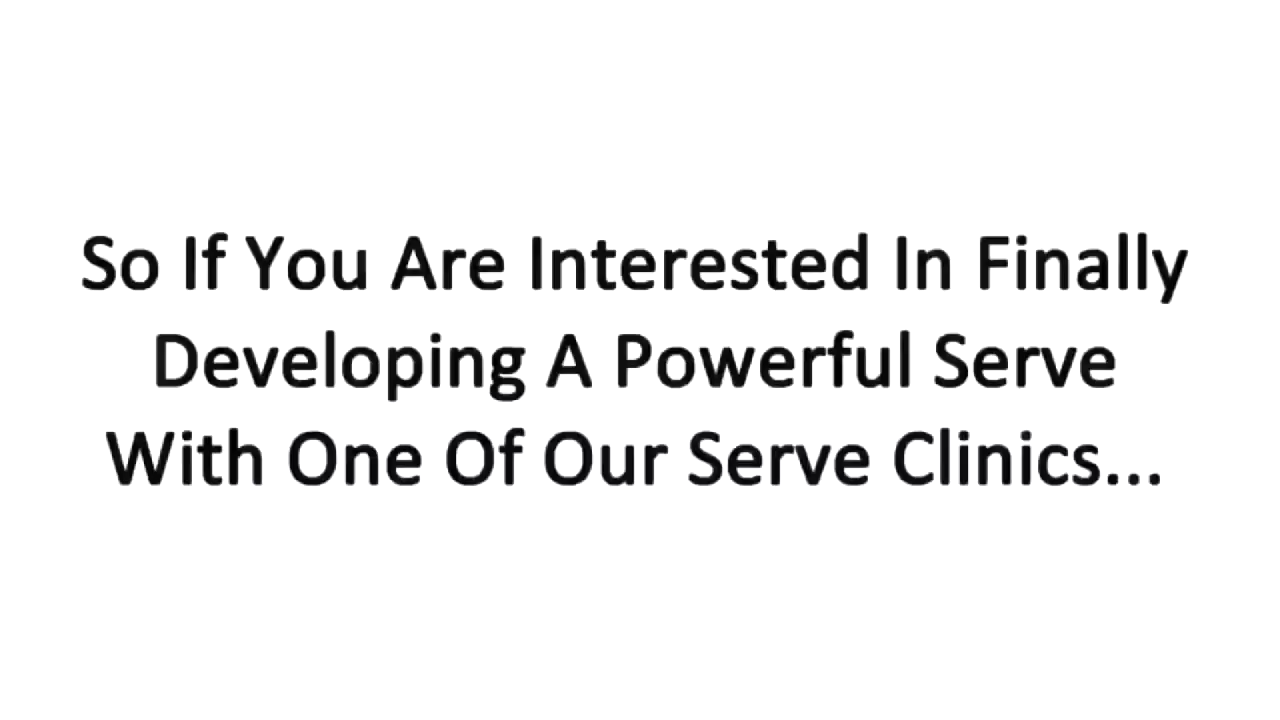 So If You Are Interested In Finally
Developing A Powerful Serve
With One Of Our Serve Clinics...